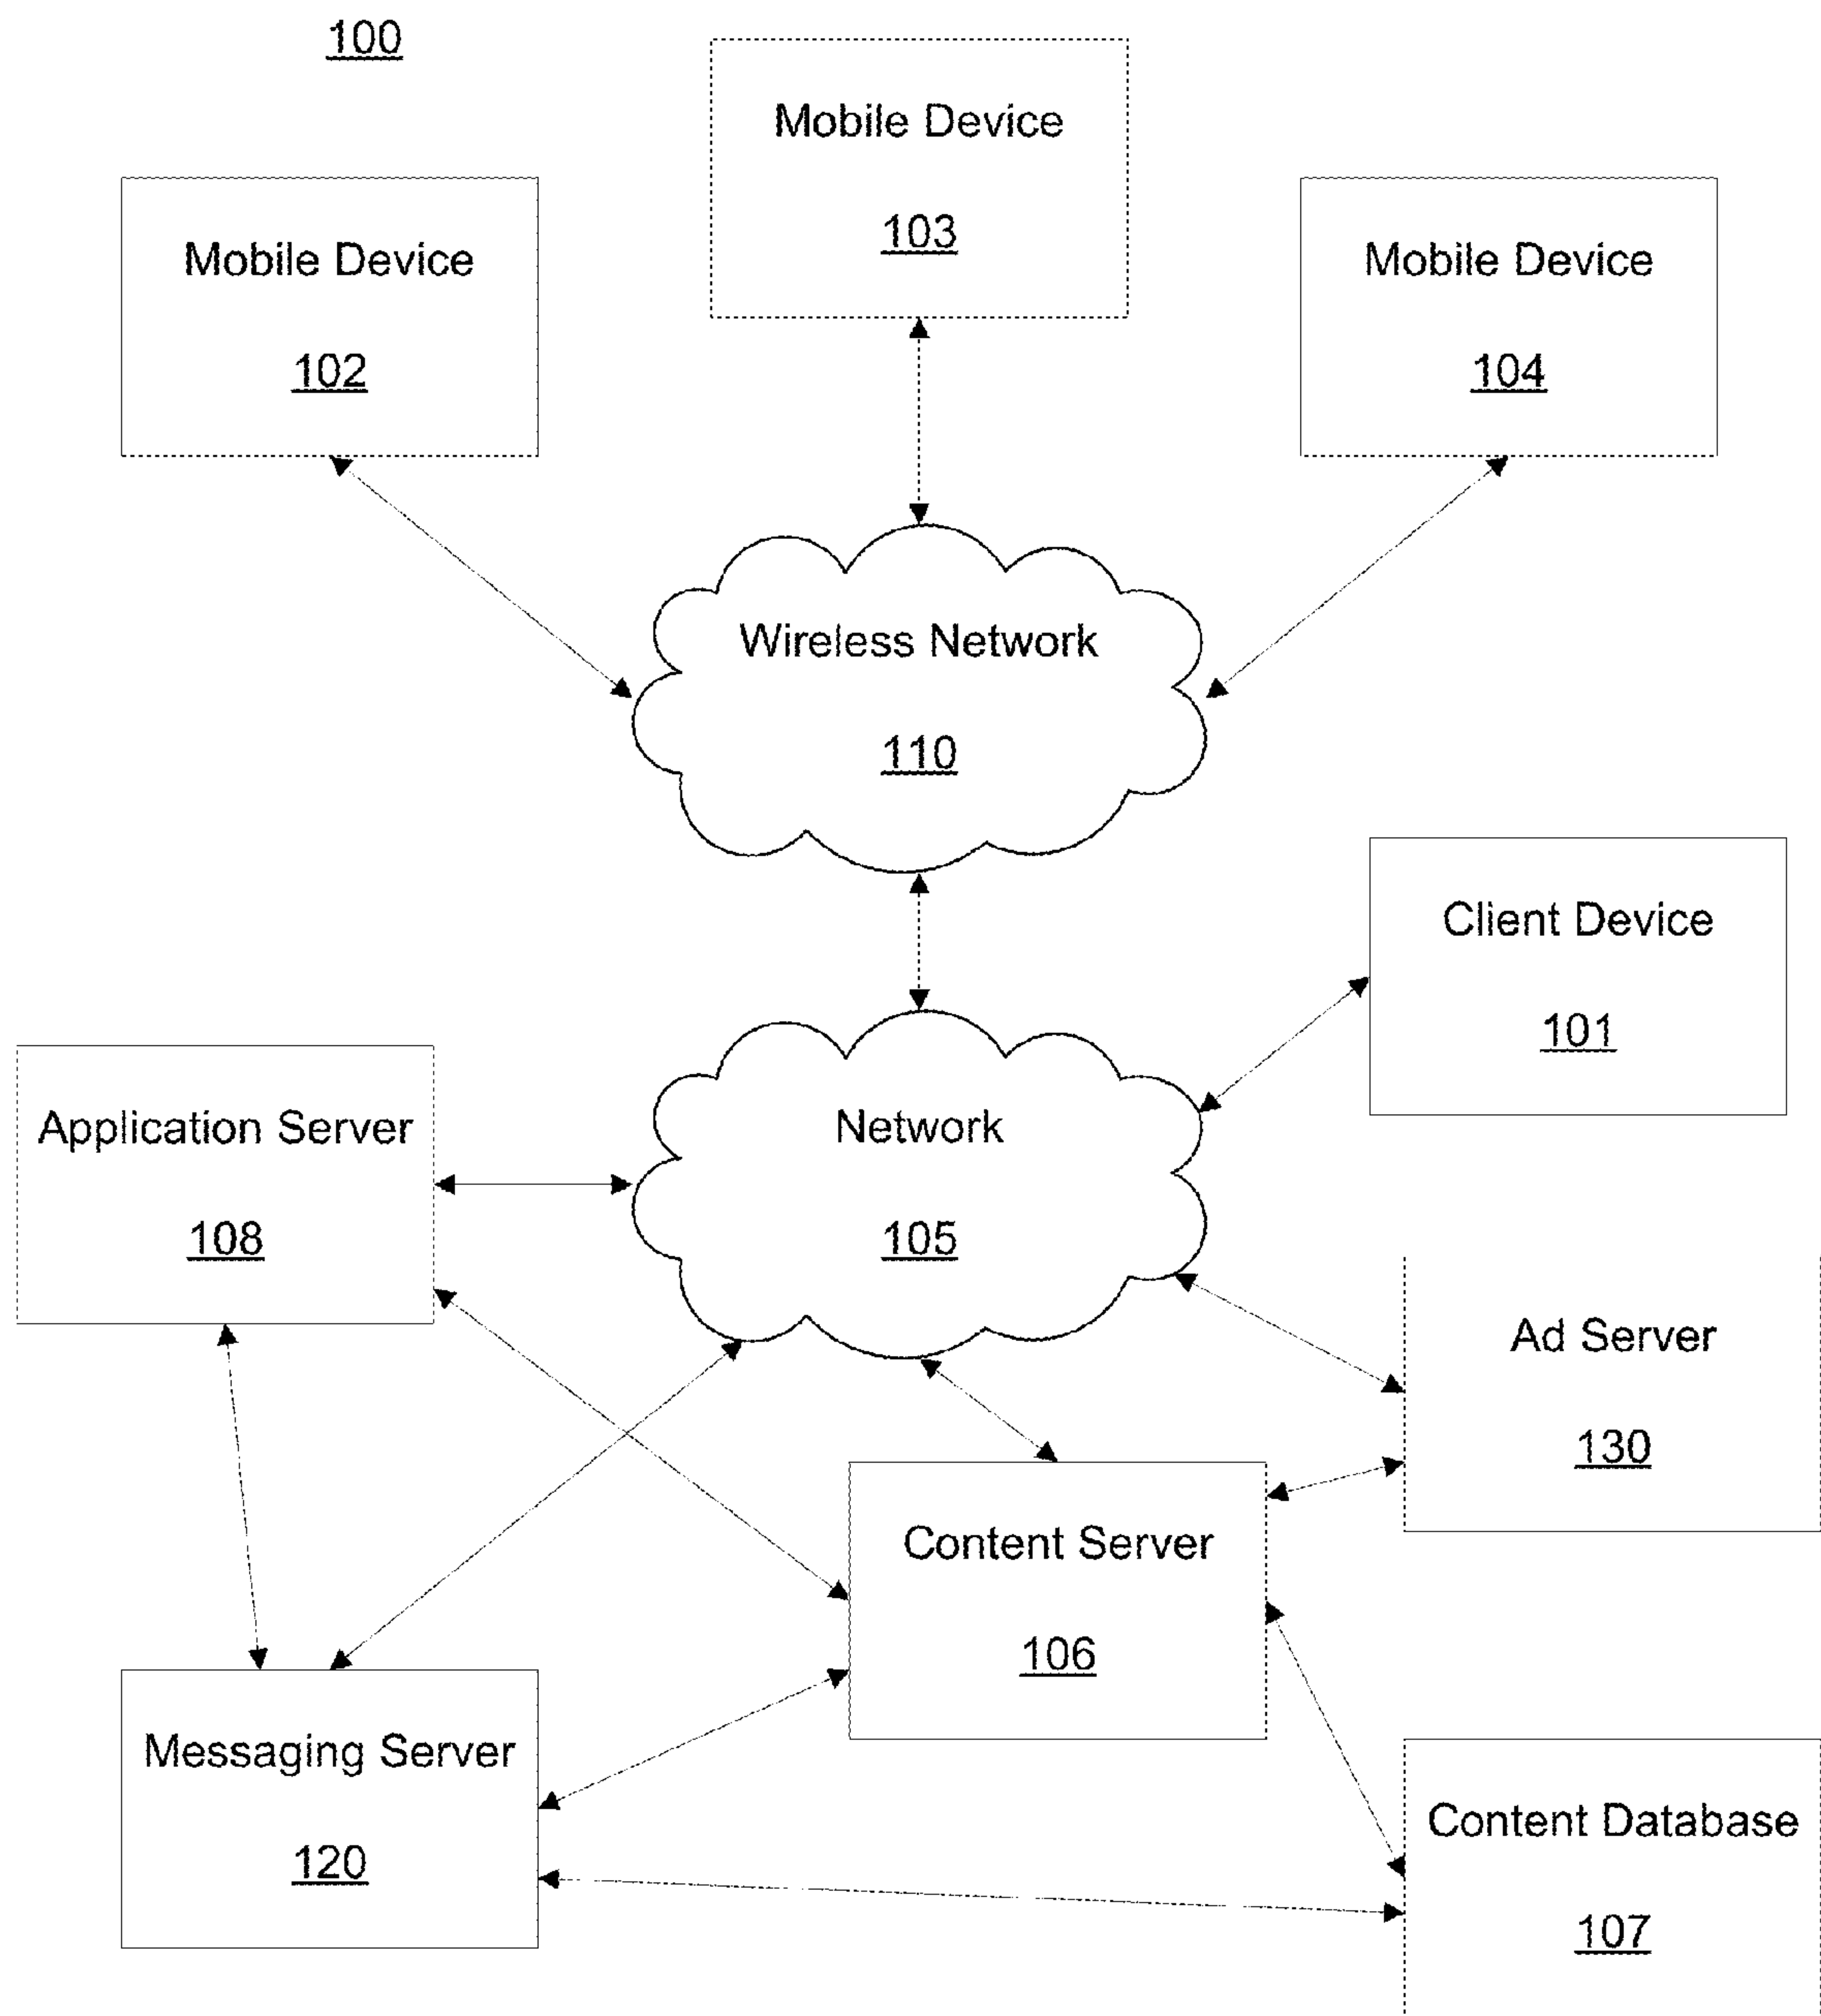 100
Mobile Device
103
Mobile Device
102
Mobile Device
104
Wireless Network
110
Client Device
101
Application Server
108
Network
105
Ad Server
130
Content Server
106
Messaging Server
120
Content Database
107